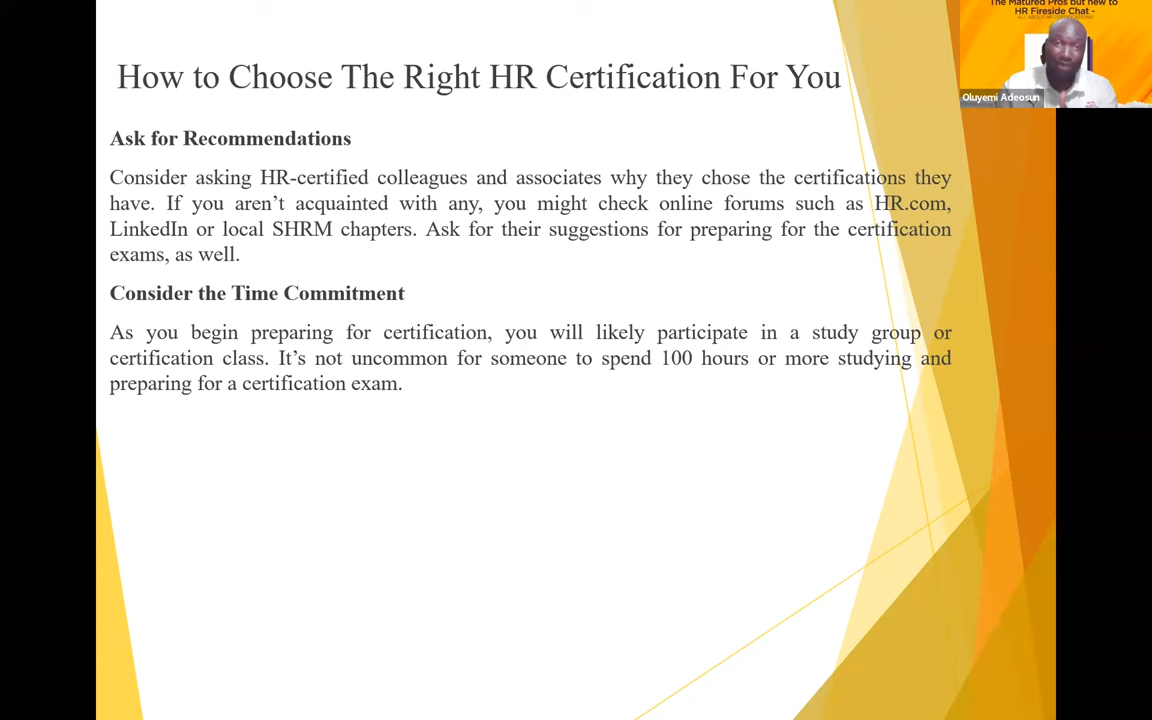 How to Choose The Right HR Certification For You
Ask for Recommendations
Consider asking HR-certified colleagues and associates why they chose the certifications they
have. If you aren’t acquainted with any, you might check online forums such as HR.com,
LinkedIn or local SHRM chapters. Ask for their suggestions for preparing for the certification
exams, as well.
Consider the Time Commitment
As you begin preparing for certification, you will likely participate in a study group or
certification class. It’s not uncommon for someone to spend 100 hours or more studying and
preparing for a certification exam.
The Matured Pros but new to
HR Fireside Chat -
ALL ABOUT HR CERTIFICATIONS
Oluyemi Adeosun